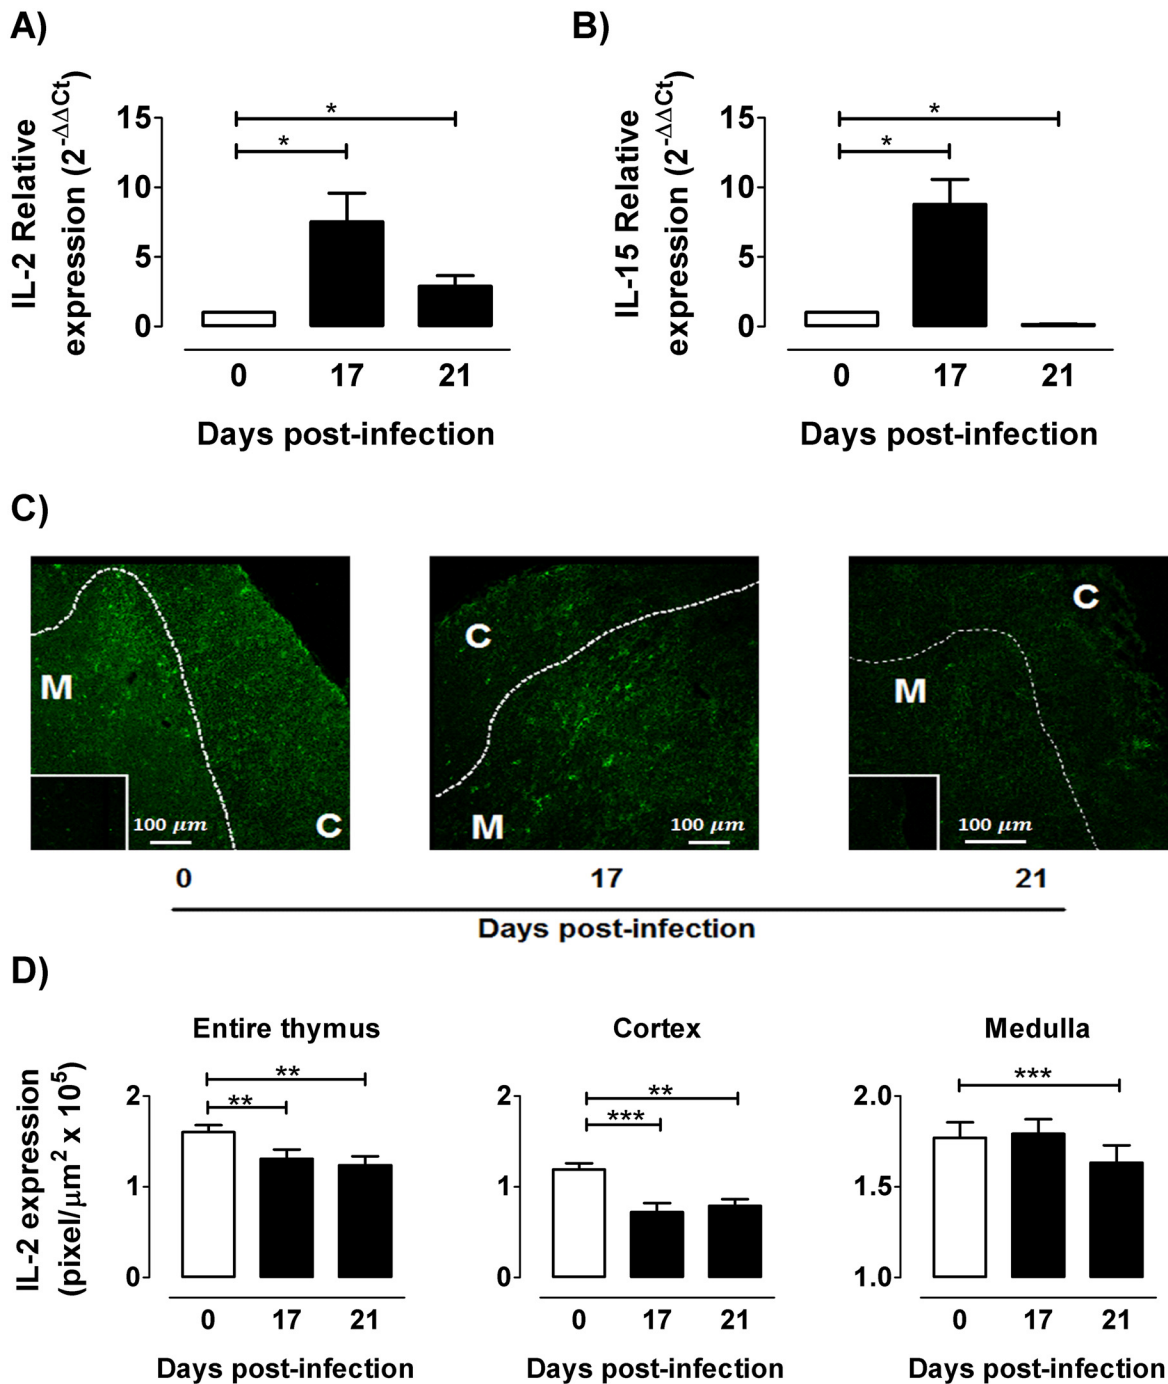 A)
IL-2 Relative
expression (2-ΔΔCt)
15
10
5
0
*
*
0 17 21
Days post-infection
B)
IL-15 Relative
expression (2-ΔΔCt)
15
10
5
0
*
*
0 17 21
Days post-infection
C)
M
C
100 μm
C
M
100 μm
C
M
100 μm
0 17 21
Days post-infection
D)
IL-2 expression
(pixel/μm² x 10⁵)
Entire thymus
2
1
0
**
**
0 17 21
Days post-infection
Cortex
2
1
0
**
***
0 17 21
Days post-infection
Medulla
2.0
1.5
1.0
***
0 17 21
Days post-infection